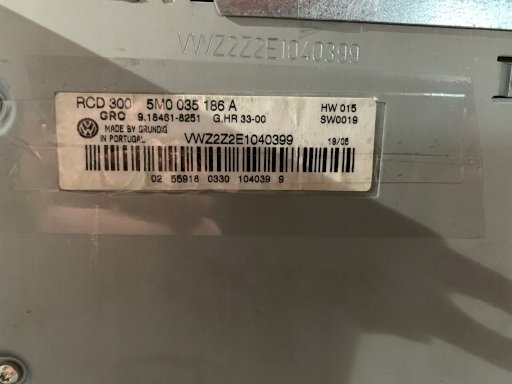 VWZ2Z2E1040399
RCD 300 5M0 035 186 A HW 015
GRO 9.18461-8251 G.HR 33-00 SW0019
MADE BY GRUNDIG
IN PORTUGAL VWZ2Z2E1040399 19/05
02 55918 0330 104039 9